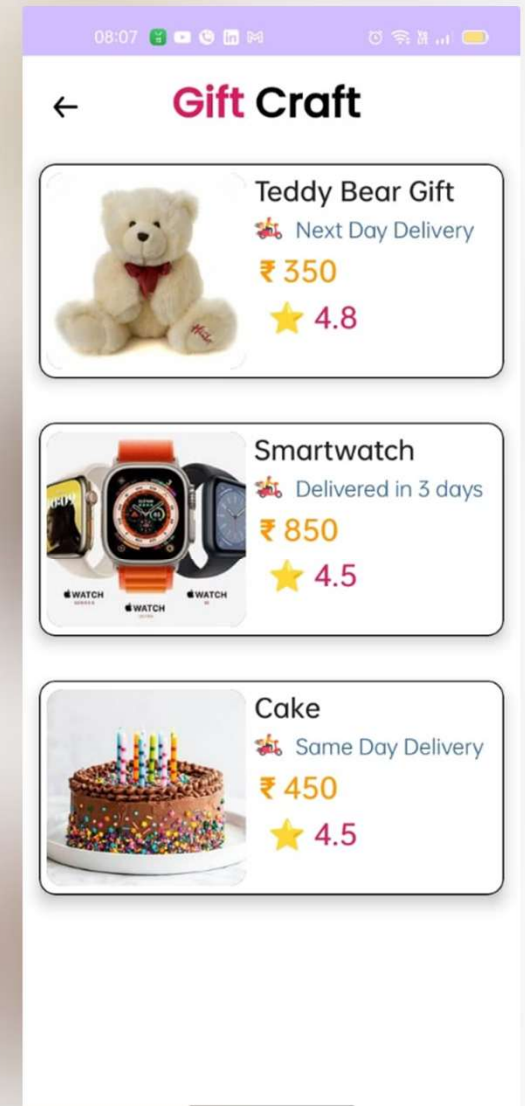 08:07
Gift Craft
Teddy Bear Gift
Next Day Delivery
₹ 350
4.8
Smartwatch
Delivered in 3 days
₹ 850
4.5
WATCH
WATCH
WATCH
Cake
Same Day Delivery
₹ 450
4.5